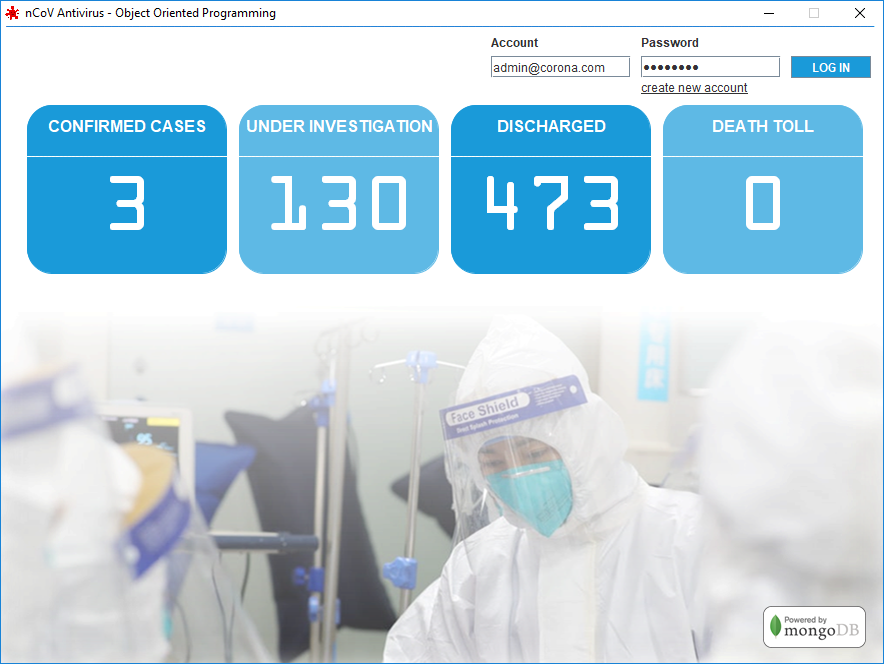 nCoV Antivirus - Object Oriented Programming
Account
Password
admin@corona.com
●●●●●●●●
LOG IN
create new account
CONFIRMED CASES
UNDER INVESTIGATION
DISCHARGED
DEATH TOLL
3
130
473
0
Face Shield
95
Powered by
mongoDB